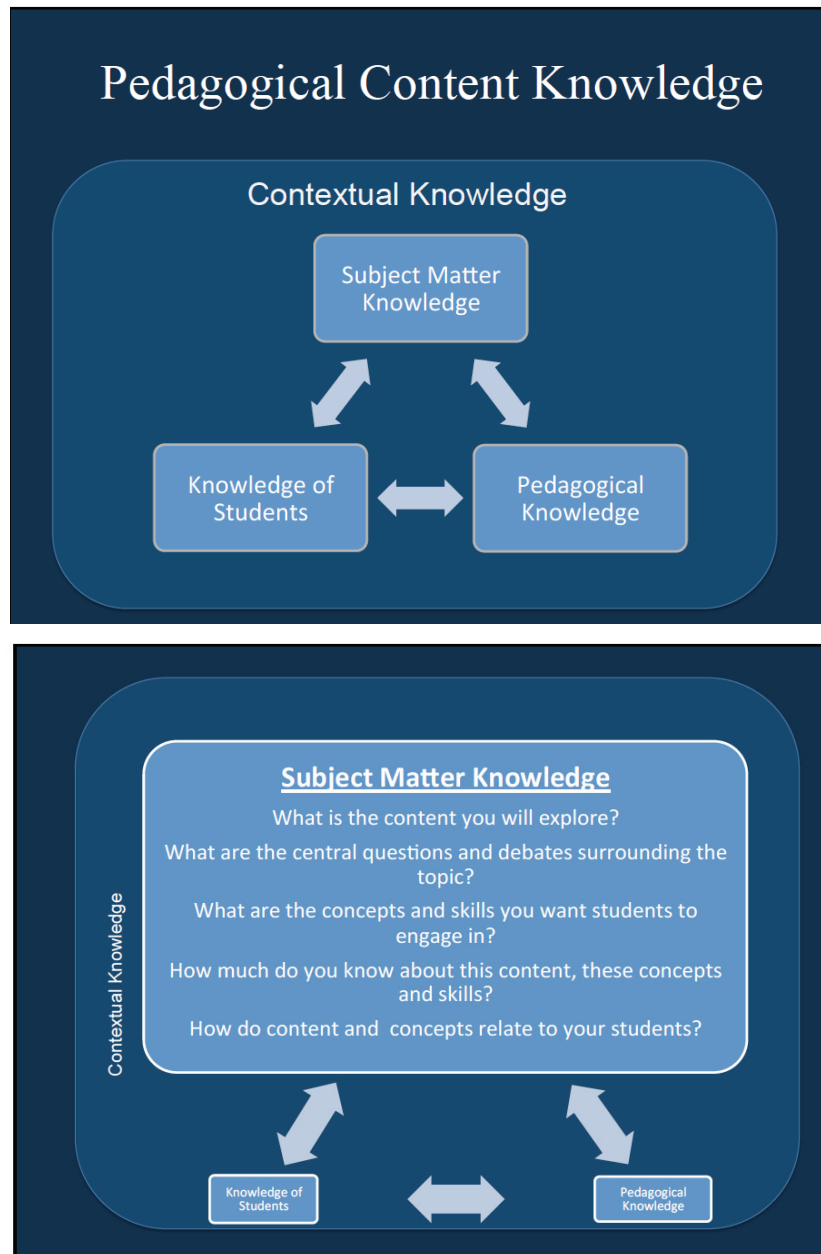 Pedagogical Content Knowledge
Contextual Knowledge
Subject Matter
Knowledge
Knowledge of
Students
Pedagogical
Knowledge
Subject Matter Knowledge
What is the content you will explore?
What are the central questions and debates surrounding the
topic?
What are the concepts and skills you want students to
engage in?
How much do you know about this content, these concepts
and skills?
How do content and concepts relate to your students?
Contextual Knowledge
Knowledge of
Students
Pedagogical
Knowledge